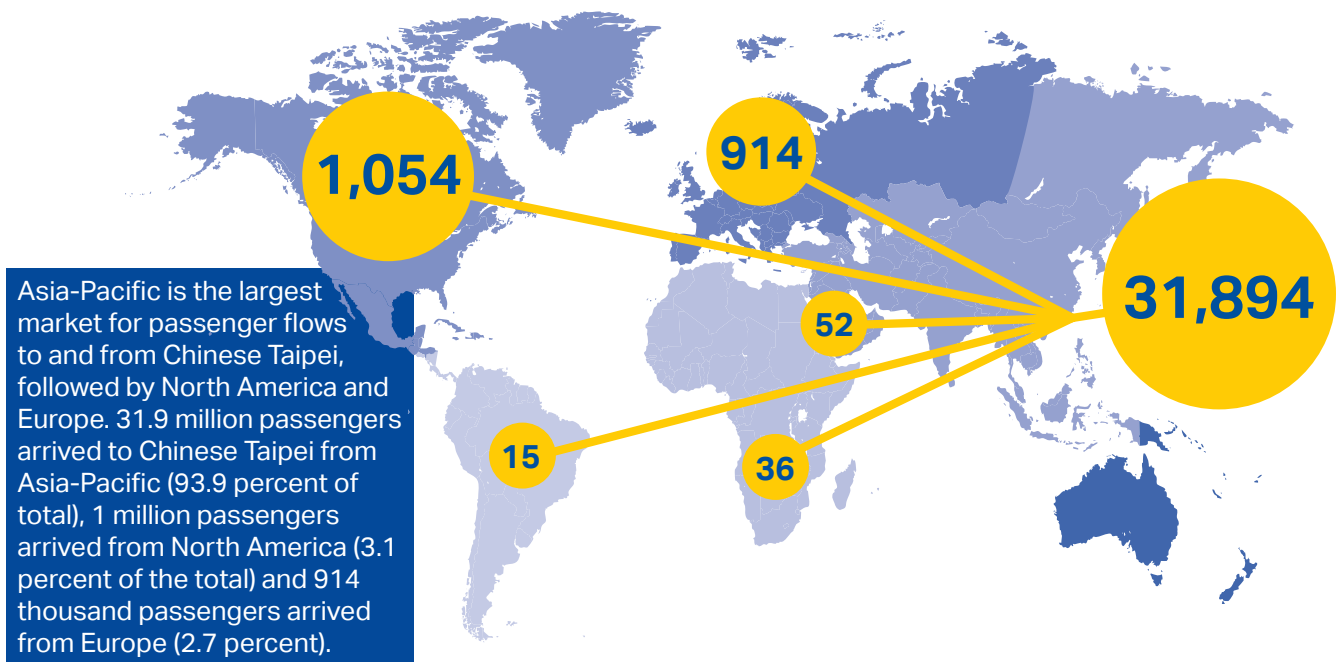 1,054
914
31,894
52
15
36
Asia-Pacific is the largest
market for passenger flows
to and from Chinese Taipei,
followed by North America and
Europe. 31.9 million passengers
arrived to Chinese Taipei from
Asia-Pacific (93.9 percent of
total), 1 million passengers
arrived from North America (3.1
percent of the total) and 914
thousand passengers arrived
from Europe (2.7 percent).